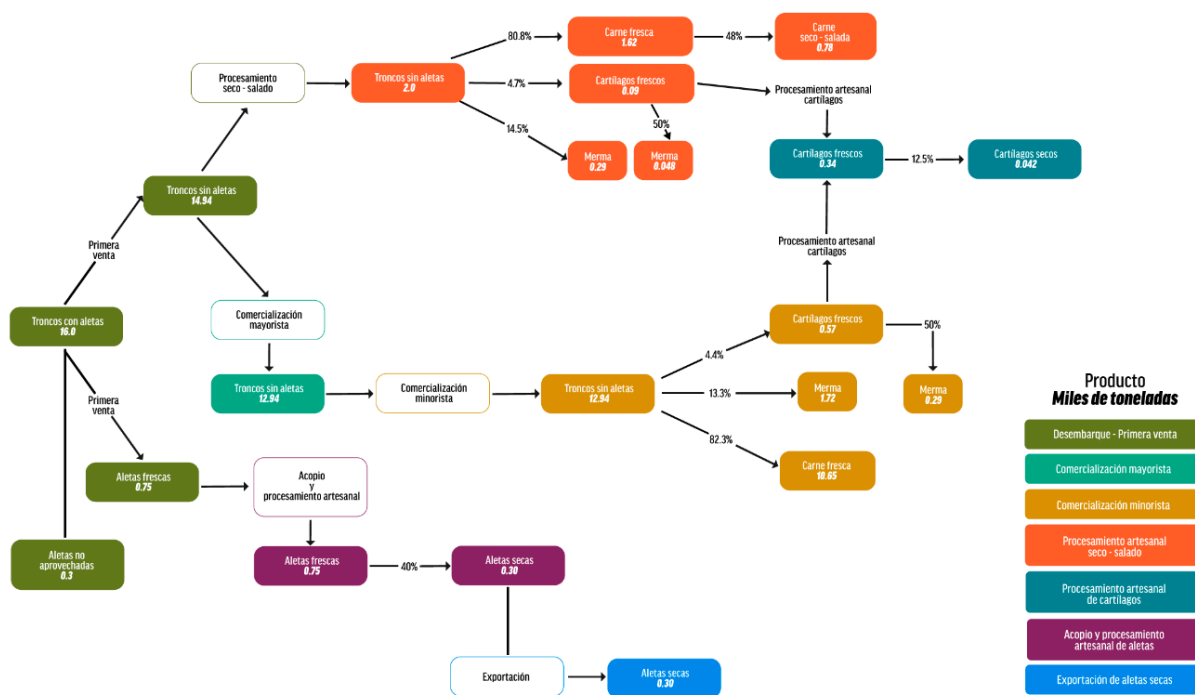 80.8%
Carne fresca
1.62
48%
Carne
seco - salada
0.78
Procesamiento
seco - salado
Troncos sin aletas
2.0
4.7%
Cartílagos frescos
0.09
Procesamiento artesanal
cartílagos
14.5%
50%
Merma
0.29
Merma
0.048
Cartílagos frescos
0.34
12.5%
Cartílagos secos
0.042
Troncos sin aletas
14.94
Primera
venta
Procesamiento artesanal
cartílagos
Troncos con aletas
16.0
Comercialización
mayorista
Cartílagos frescos
0.57
50%
4.4%
Troncos sin aletas
12.94
Comercialización
minorista
Troncos sin aletas
12.94
13.3%
Merma
1.72
Merma
0.29
Primera
venta
82.3%
Carne fresca
10.65
Aletas frescas
0.75
Acopio
y
procesamiento artesanal
Aletas no
aprovechadas
0.3
Aletas frescas
0.75
40%
Aletas secas
0.30
Exportación
Aletas secas
0.30
Producto
Miles de toneladas
Desembarque - Primera venta
Comercialización mayorista
Comercialización minorista
Procesamiento artesanal
seco - salado
Procesamiento artesanal
de cartílagos
Acopio y procesamiento
artesanal de aletas
Exportación de aletas secas